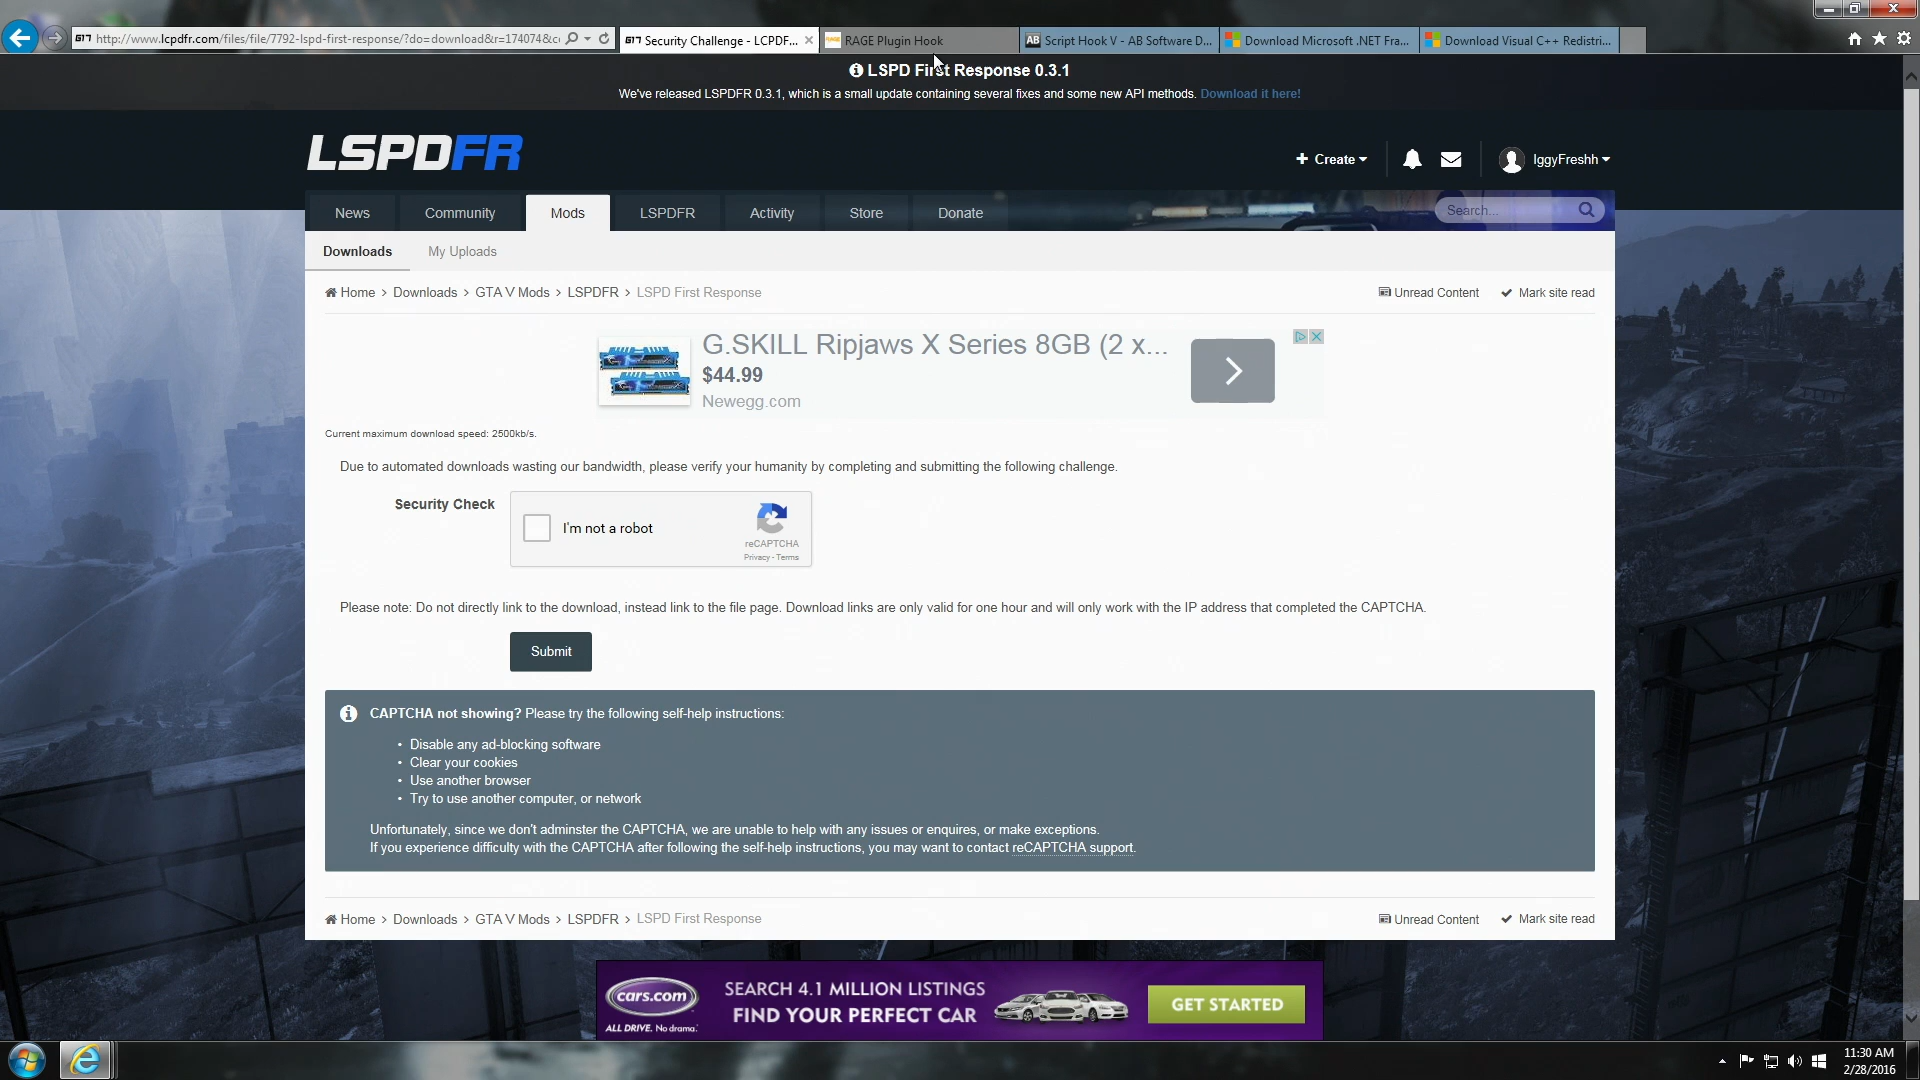 http://www.lcpdfr.com/files/file/7792-lspd-first-response/?do=download&r=174074&c
Security Challenge - LCPDF...
RAGE Plugin Hook
Script Hook V - AB Software D...
Download Microsoft .NET Fra...
Download Visual C++ Redistri...
LSPD First Response 0.3.1
We've released LSPDFR 0.3.1, which is a small update containing several fixes and some new API methods. Download it here!
LSPDFR
+ Create
IggyFreshh
News Community Mods LSPDFR Activity Store Donate
Search...
Downloads My Uploads
Home > Downloads > GTA V Mods > LSPDFR > LSPD First Response
Unread Content Mark site read
G.SKILL Ripjaws X Series 8GB (2 x...
$44.99
Newegg.com
Current maximum download speed: 2500kb/s.
Due to automated downloads wasting our bandwidth, please verify your humanity by completing and submitting the following challenge.
Security Check
I'm not a robot
reCAPTCHA
Privacy - Terms
Please note: Do not directly link to the download, instead link to the file page. Download links are only valid for one hour and will only work with the IP address that completed the CAPTCHA.
Submit
CAPTCHA not showing? Please try the following self-help instructions:
• Disable any ad-blocking software
• Clear your cookies
• Use another browser
• Try to use another computer, or network
Unfortunately, since we don't adminster the CAPTCHA, we are unable to help with any issues or enquires, or make exceptions.
If you experience difficulty with the CAPTCHA after following the self-help instructions, you may want to contact reCAPTCHA support.
Home > Downloads > GTA V Mods > LSPDFR > LSPD First Response
Unread Content Mark site read
cars.com
ALL DRIVE. No drama.
SEARCH 4.1 MILLION LISTINGS
FIND YOUR PERFECT CAR
GET STARTED
11:30 AM
2/28/2016